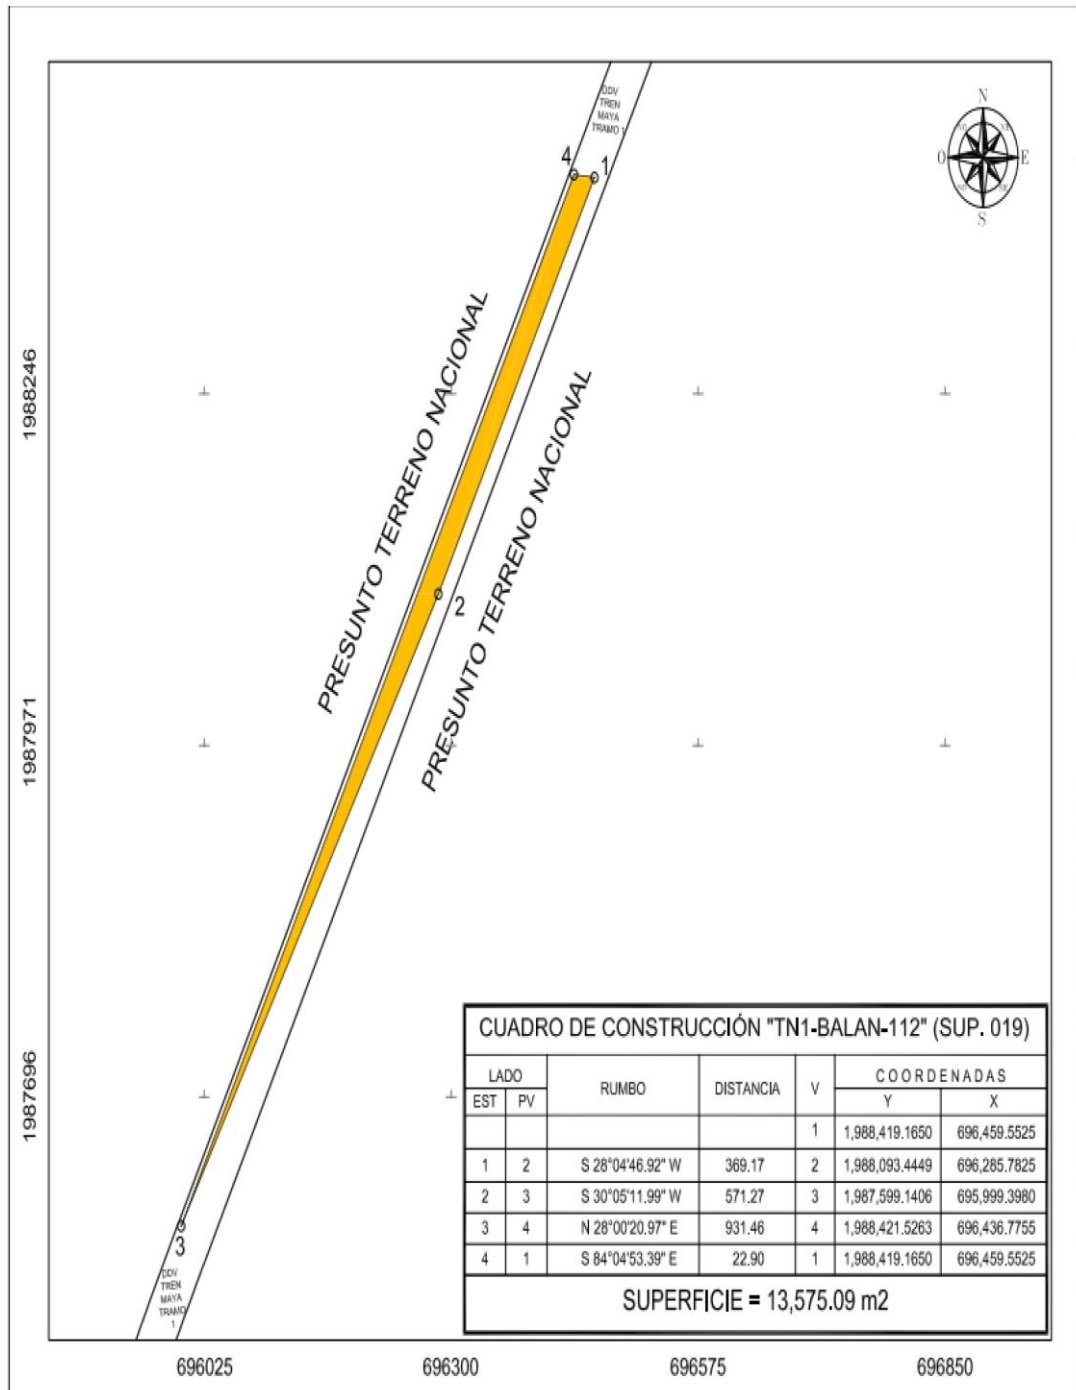 DDV
TREN
MAYA
TRAMO 1
N
O
E
S
NE
SE
4
1
PRESUNTO TERRENO NACIONAL
PRESUNTO TERRENO NACIONAL
2
3
1988246
1987971
1987696
DDV
TREN
MAYA
TRAMO
1
CUADRO DE CONSTRUCCIÓN "TN1-BALAN-112" (SUP. 019)
LADO RUMBO DISTANCIA V COORDENADAS
EST PV Y X
1 1,988,419.1650 696,459.5525
1 2 S 28°04'46.92" W 369.17 2 1,988,093.4449 696,285.7825
2 3 S 30°05'11.99" W 571.27 3 1,987,599.1406 695,999.3980
3 4 N 28°00'20.97" E 931.46 4 1,988,421.5263 696,436.7755
4 1 S 84°04'53.39" E 22.90 1 1,988,419.1650 696,459.5525
SUPERFICIE = 13,575.09 m2
696025 696300 696575 696850